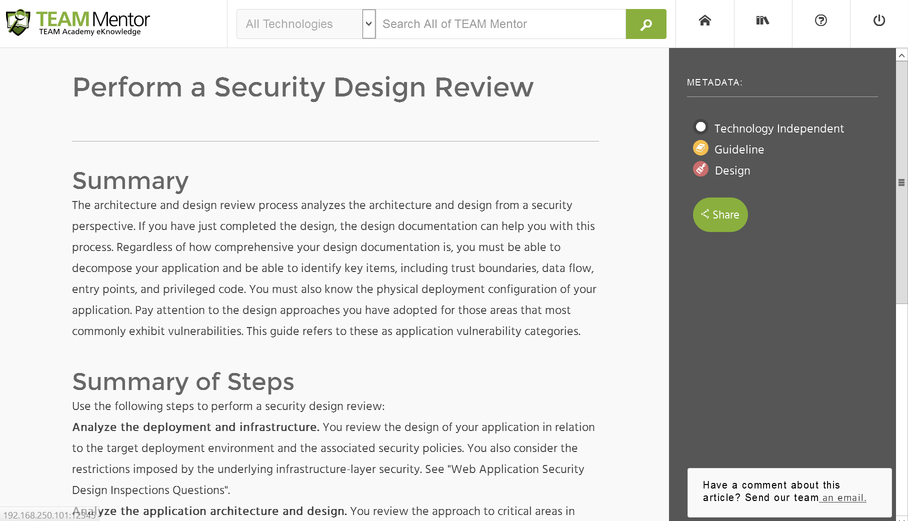 TEAM Mentor
TEAM Academy eKnowledge
All Technologies
Search All of TEAM Mentor
Perform a Security Design Review
METADATA:
Technology Independent
Guideline
Design
Share
Summary
The architecture and design review process analyzes the architecture and design from a security
perspective. If you have just completed the design, the design documentation can help you with this
process. Regardless of how comprehensive your design documentation is, you must be able to
decompose your application and be able to identify key items, including trust boundaries, data flow,
entry points, and privileged code. You must also know the physical deployment configuration of your
application. Pay attention to the design approaches you have adopted for those areas that most
commonly exhibit vulnerabilities. This guide refers to these as application vulnerability categories.
Summary of Steps
Use the following steps to perform a security design review:
Analyze the deployment and infrastructure. You review the design of your application in relation
to the target deployment environment and the associated security policies. You also consider the
restrictions imposed by the underlying infrastructure-layer security. See "Web Application Security
Design Inspections Questions".
Analyze the application architecture and design. You review the approach to critical areas in
Have a comment about this
article? Send our team an email.
192.168.250.101:12345